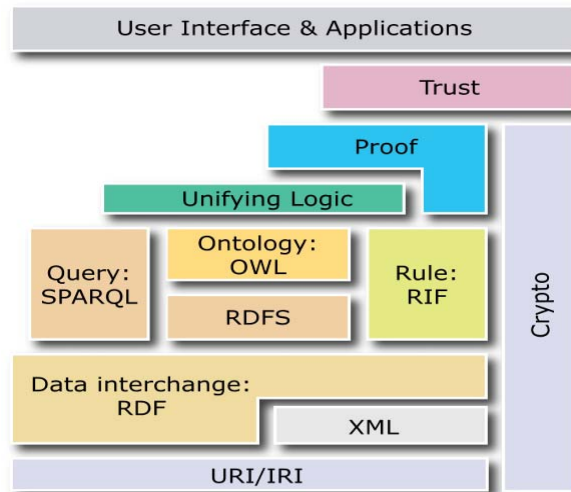 User Interface & Applications
Trust
Proof
Unifying Logic
Query:
SPARQL
Ontology:
OWL
RDFS
Rule:
RIF
Crypto
Data interchange:
RDF
XML
URI/IRI